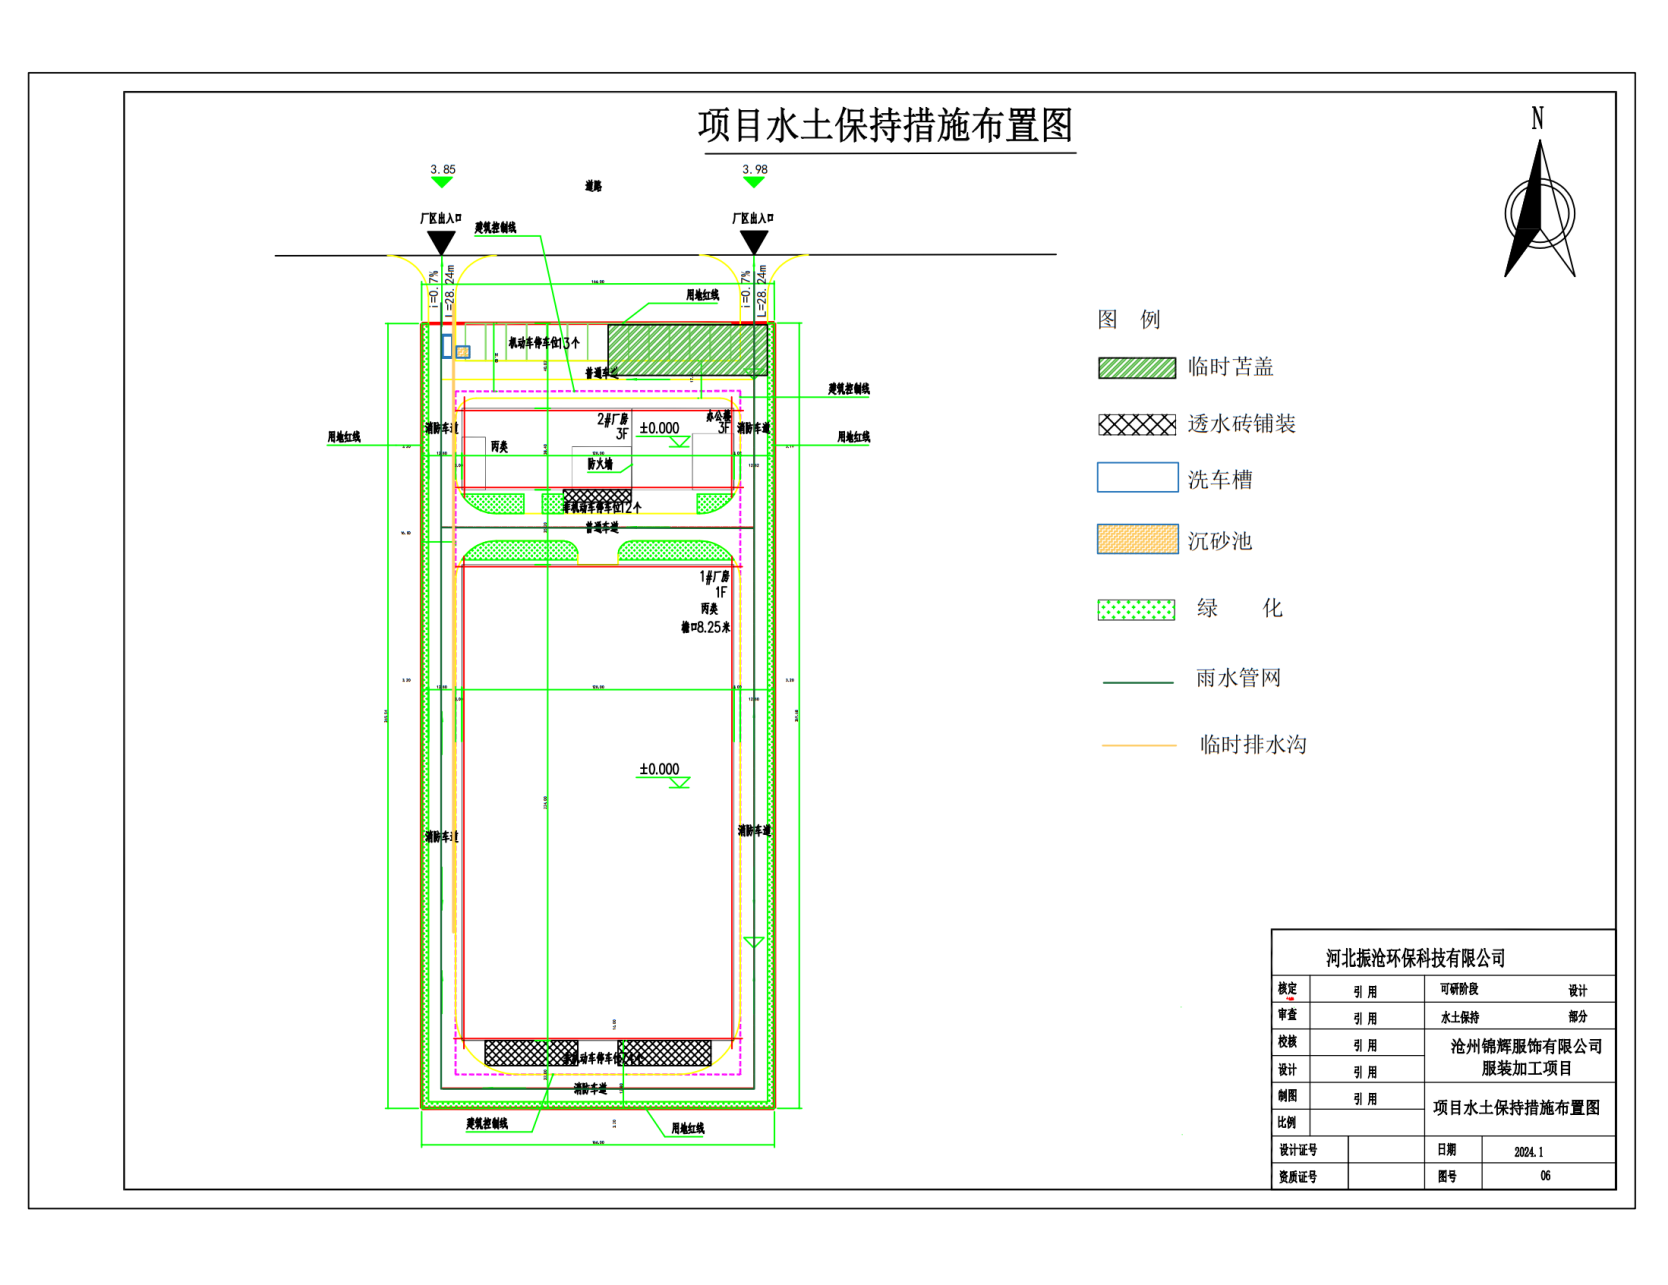 项目水土保持措施布置图
N
3.85
3.98
道路
厂区出入口
厂区出入口
建筑控制线
i=0.7%
L=28.24m
i=0.7%
L=28.24m
用地红线
机动车停车位13个
普通车道
建筑控制线
2#厂房
3F
±0.000
办公楼
3F
消防车道
消防车道
用地红线
用地红线
丙类
防火墙
非机动车停车位12个
普通车道
1#厂房
1F
丙类
檐口8.25米
±0.000
消防车道
消防车道
消防车道
建筑控制线
用地红线
图 例
临时苫盖
透水砖铺装
洗车槽
沉砂池
绿 化
雨水管网
临时排水沟
河北振沧环保科技有限公司
核定 引用 可研阶段 设计
审查 引用 水土保持 部分
校核 引用 沧州锦辉服饰有限公司
服装加工项目
设计 引用
制图 引用 项目水土保持措施布置图
比例
设计证号 日期 2024.1
资质证号 图号 06